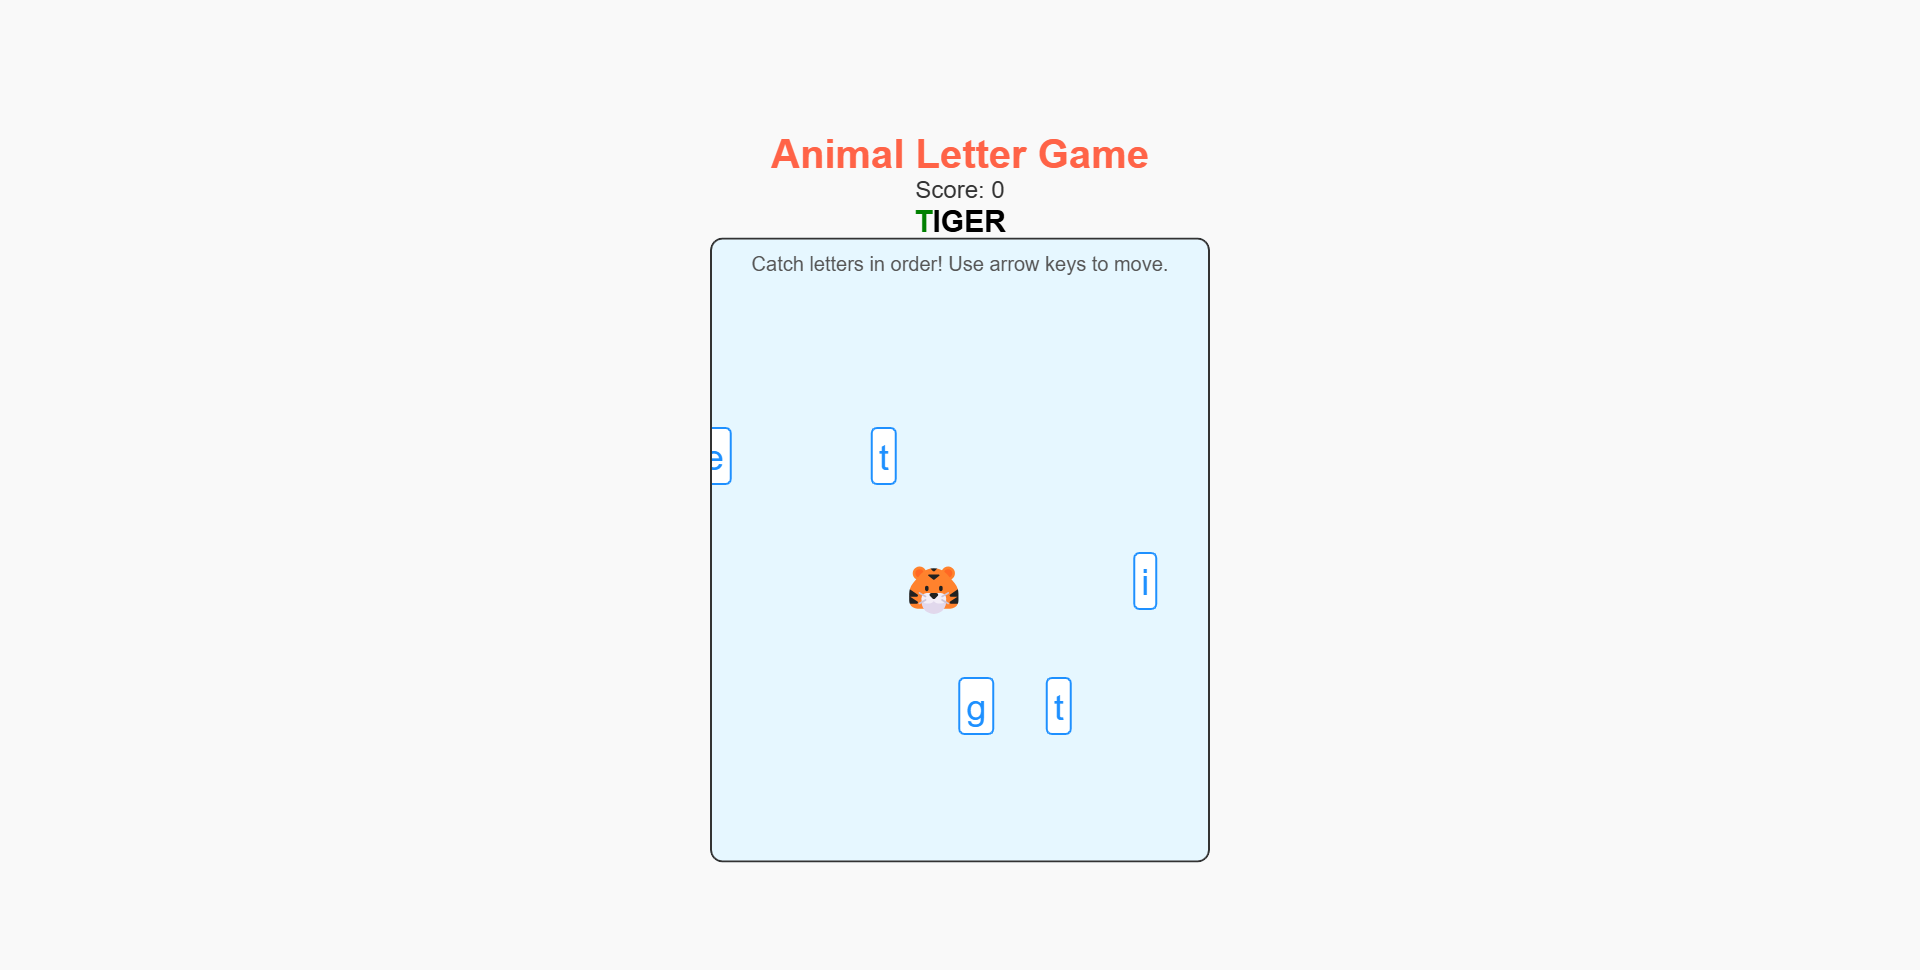 Animal Letter Game
Score: 0
TIGER
Catch letters in order! Use arrow keys to move.
e t
i
g t